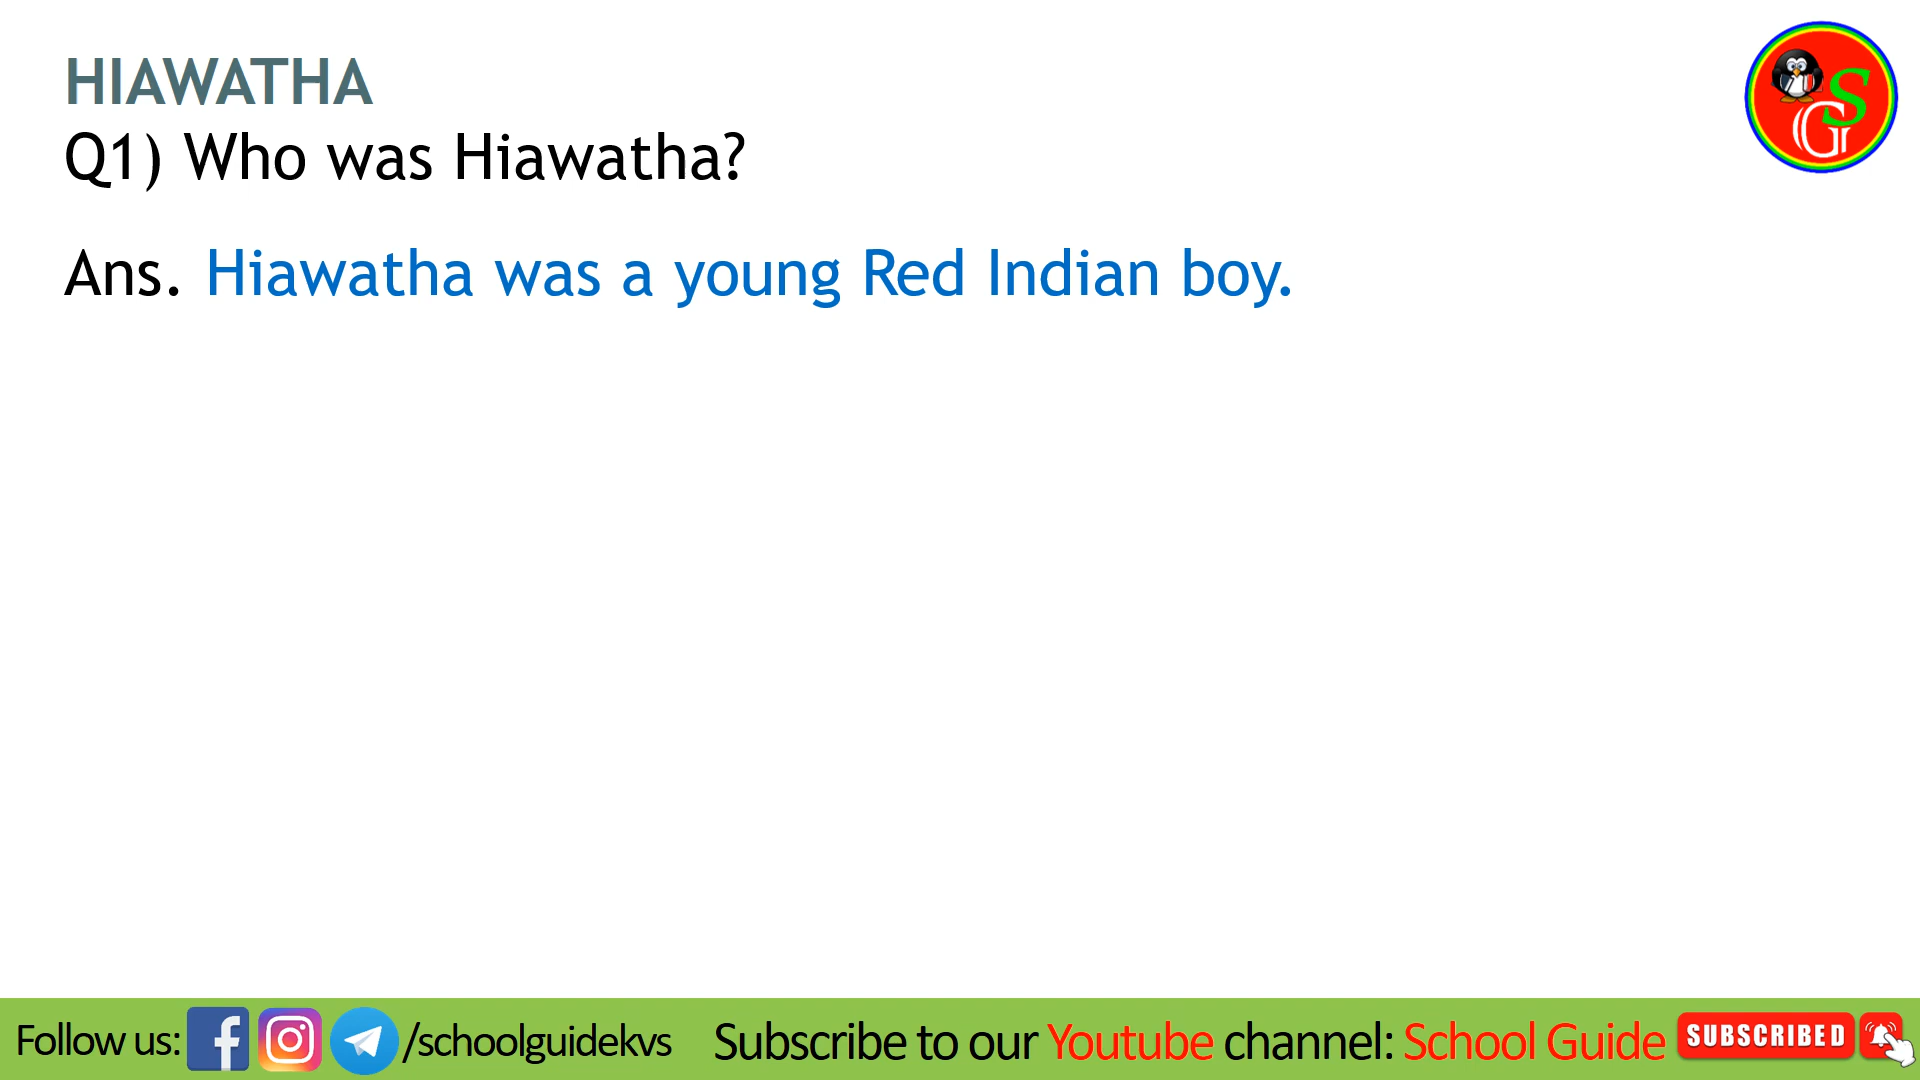 HIAWATHA
Q1) Who was Hiawatha?
Ans. Hiawatha was a young Red Indian boy.
SG
Follow us: /schoolguidekvs Subscribe to our Youtube channel: School Guide SUBSCRIBED